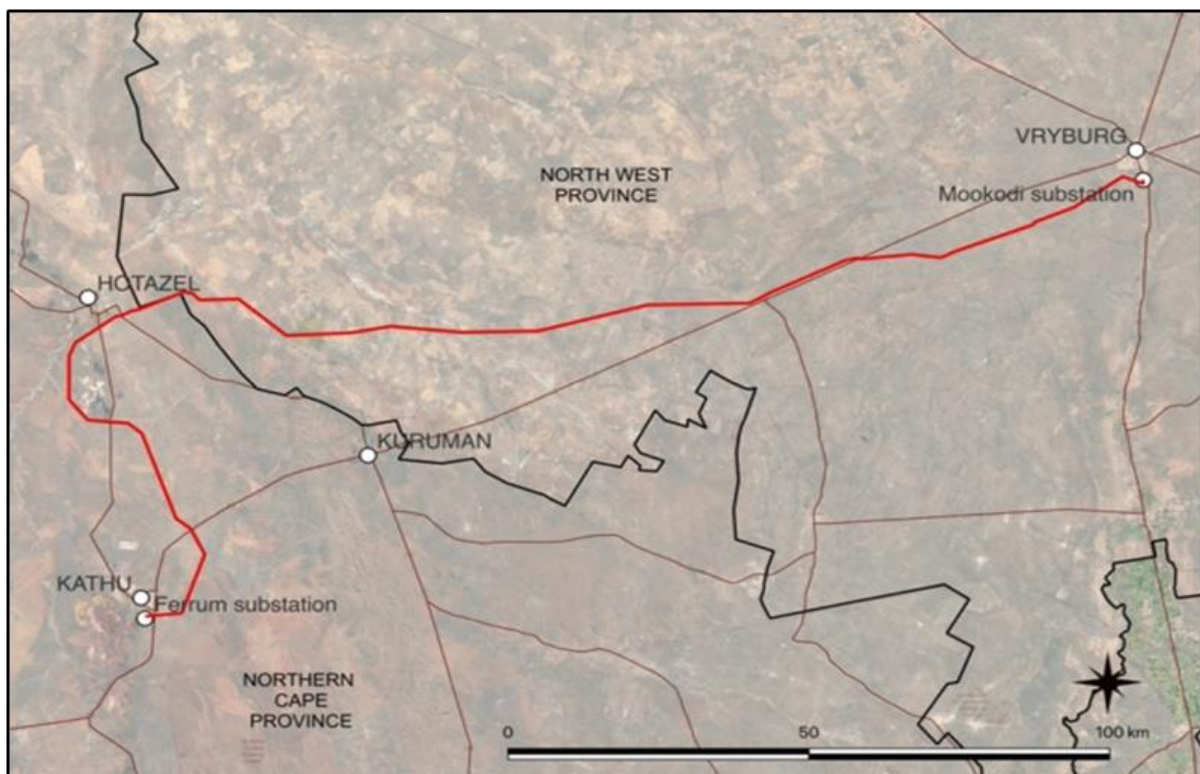 VRYBURG
NORTH WEST
PROVINCE
Mookodi substation
HOTAZEL
KURUMAN
KATHU
Ferrum substation
NORTHERN
CAPE
PROVINCE
0 50 100 km